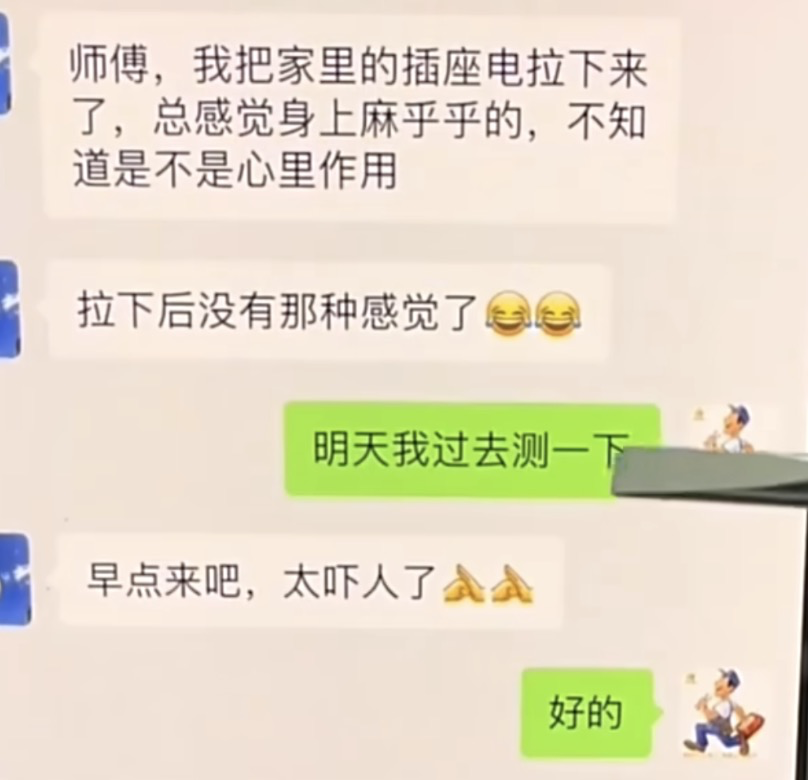 师傅，我把家里的插座电拉下来
了，总感觉身上麻乎乎的，不知
道是不是心里作用
拉下后没有那种感觉了😂😂
明天我过去测一下
早点来吧，太吓人了🙏🙏
好的